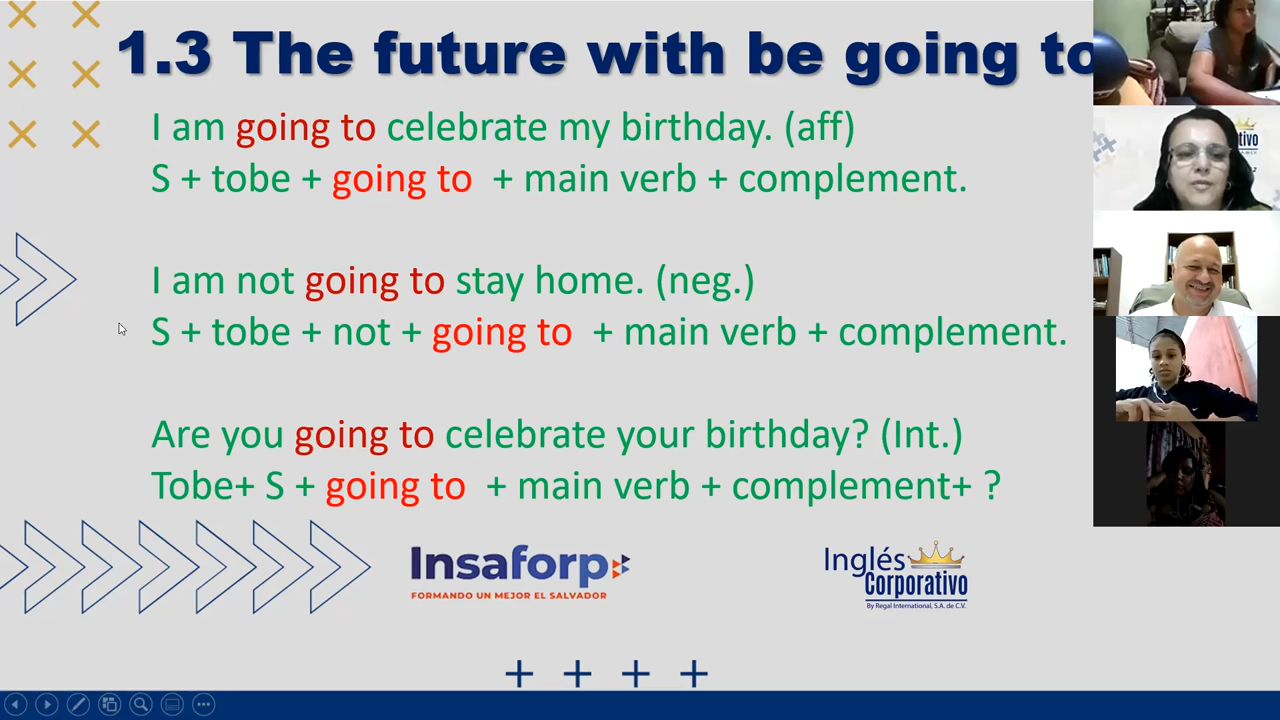 1.3 The future with be going to
I am going to celebrate my birthday. (aff)
S + tobe + going to + main verb + complement.
I am not going to stay home. (neg.)
S + tobe + not + going to + main verb + complement.
Are you going to celebrate your birthday? (Int.)
Tobe+ S + going to + main verb + complement+ ?
Insaforp
FORMANDO UN MEJOR EL SALVADOR
Inglés
Corporativo
By Regal International, S.A. de C.V.